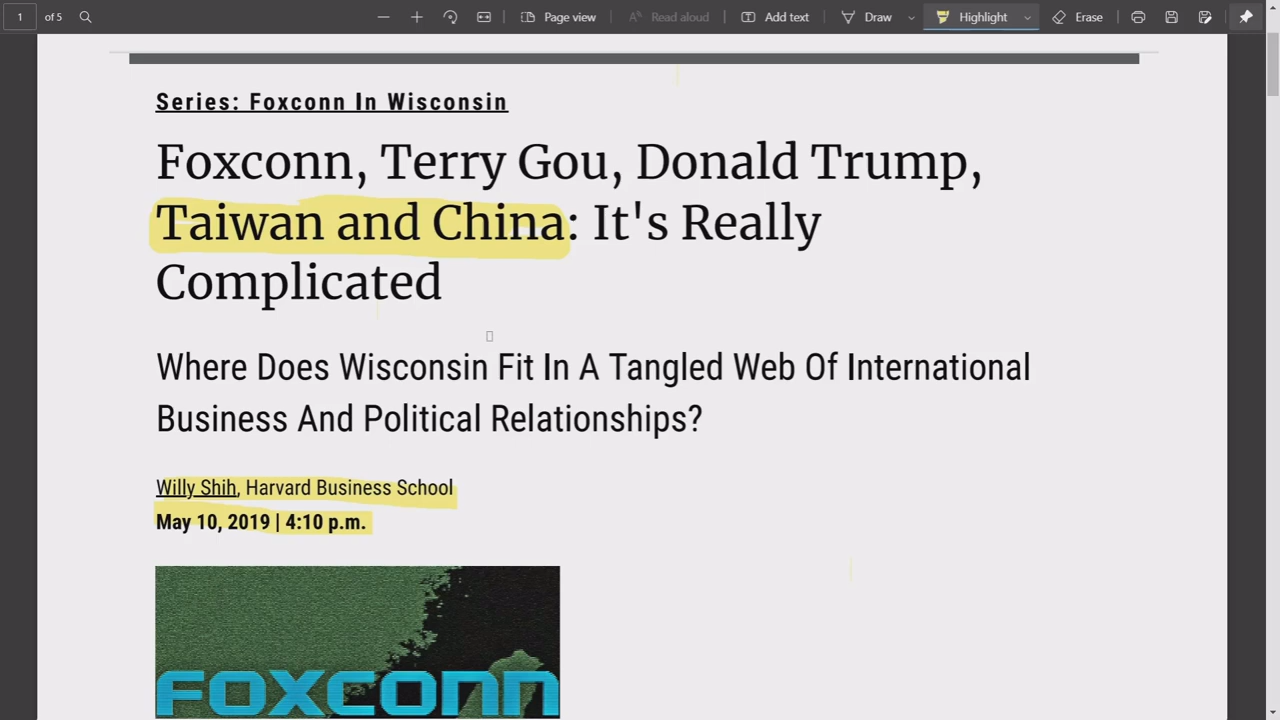 1 of 5 Page view Read aloud Add text Draw Highlight Erase
Series: Foxconn In Wisconsin
Foxconn, Terry Gou, Donald Trump,
Taiwan and China: It's Really
Complicated
Where Does Wisconsin Fit In A Tangled Web Of International
Business And Political Relationships?
Willy Shih, Harvard Business School
May 10, 2019 | 4:10 p.m.
FOXCONN